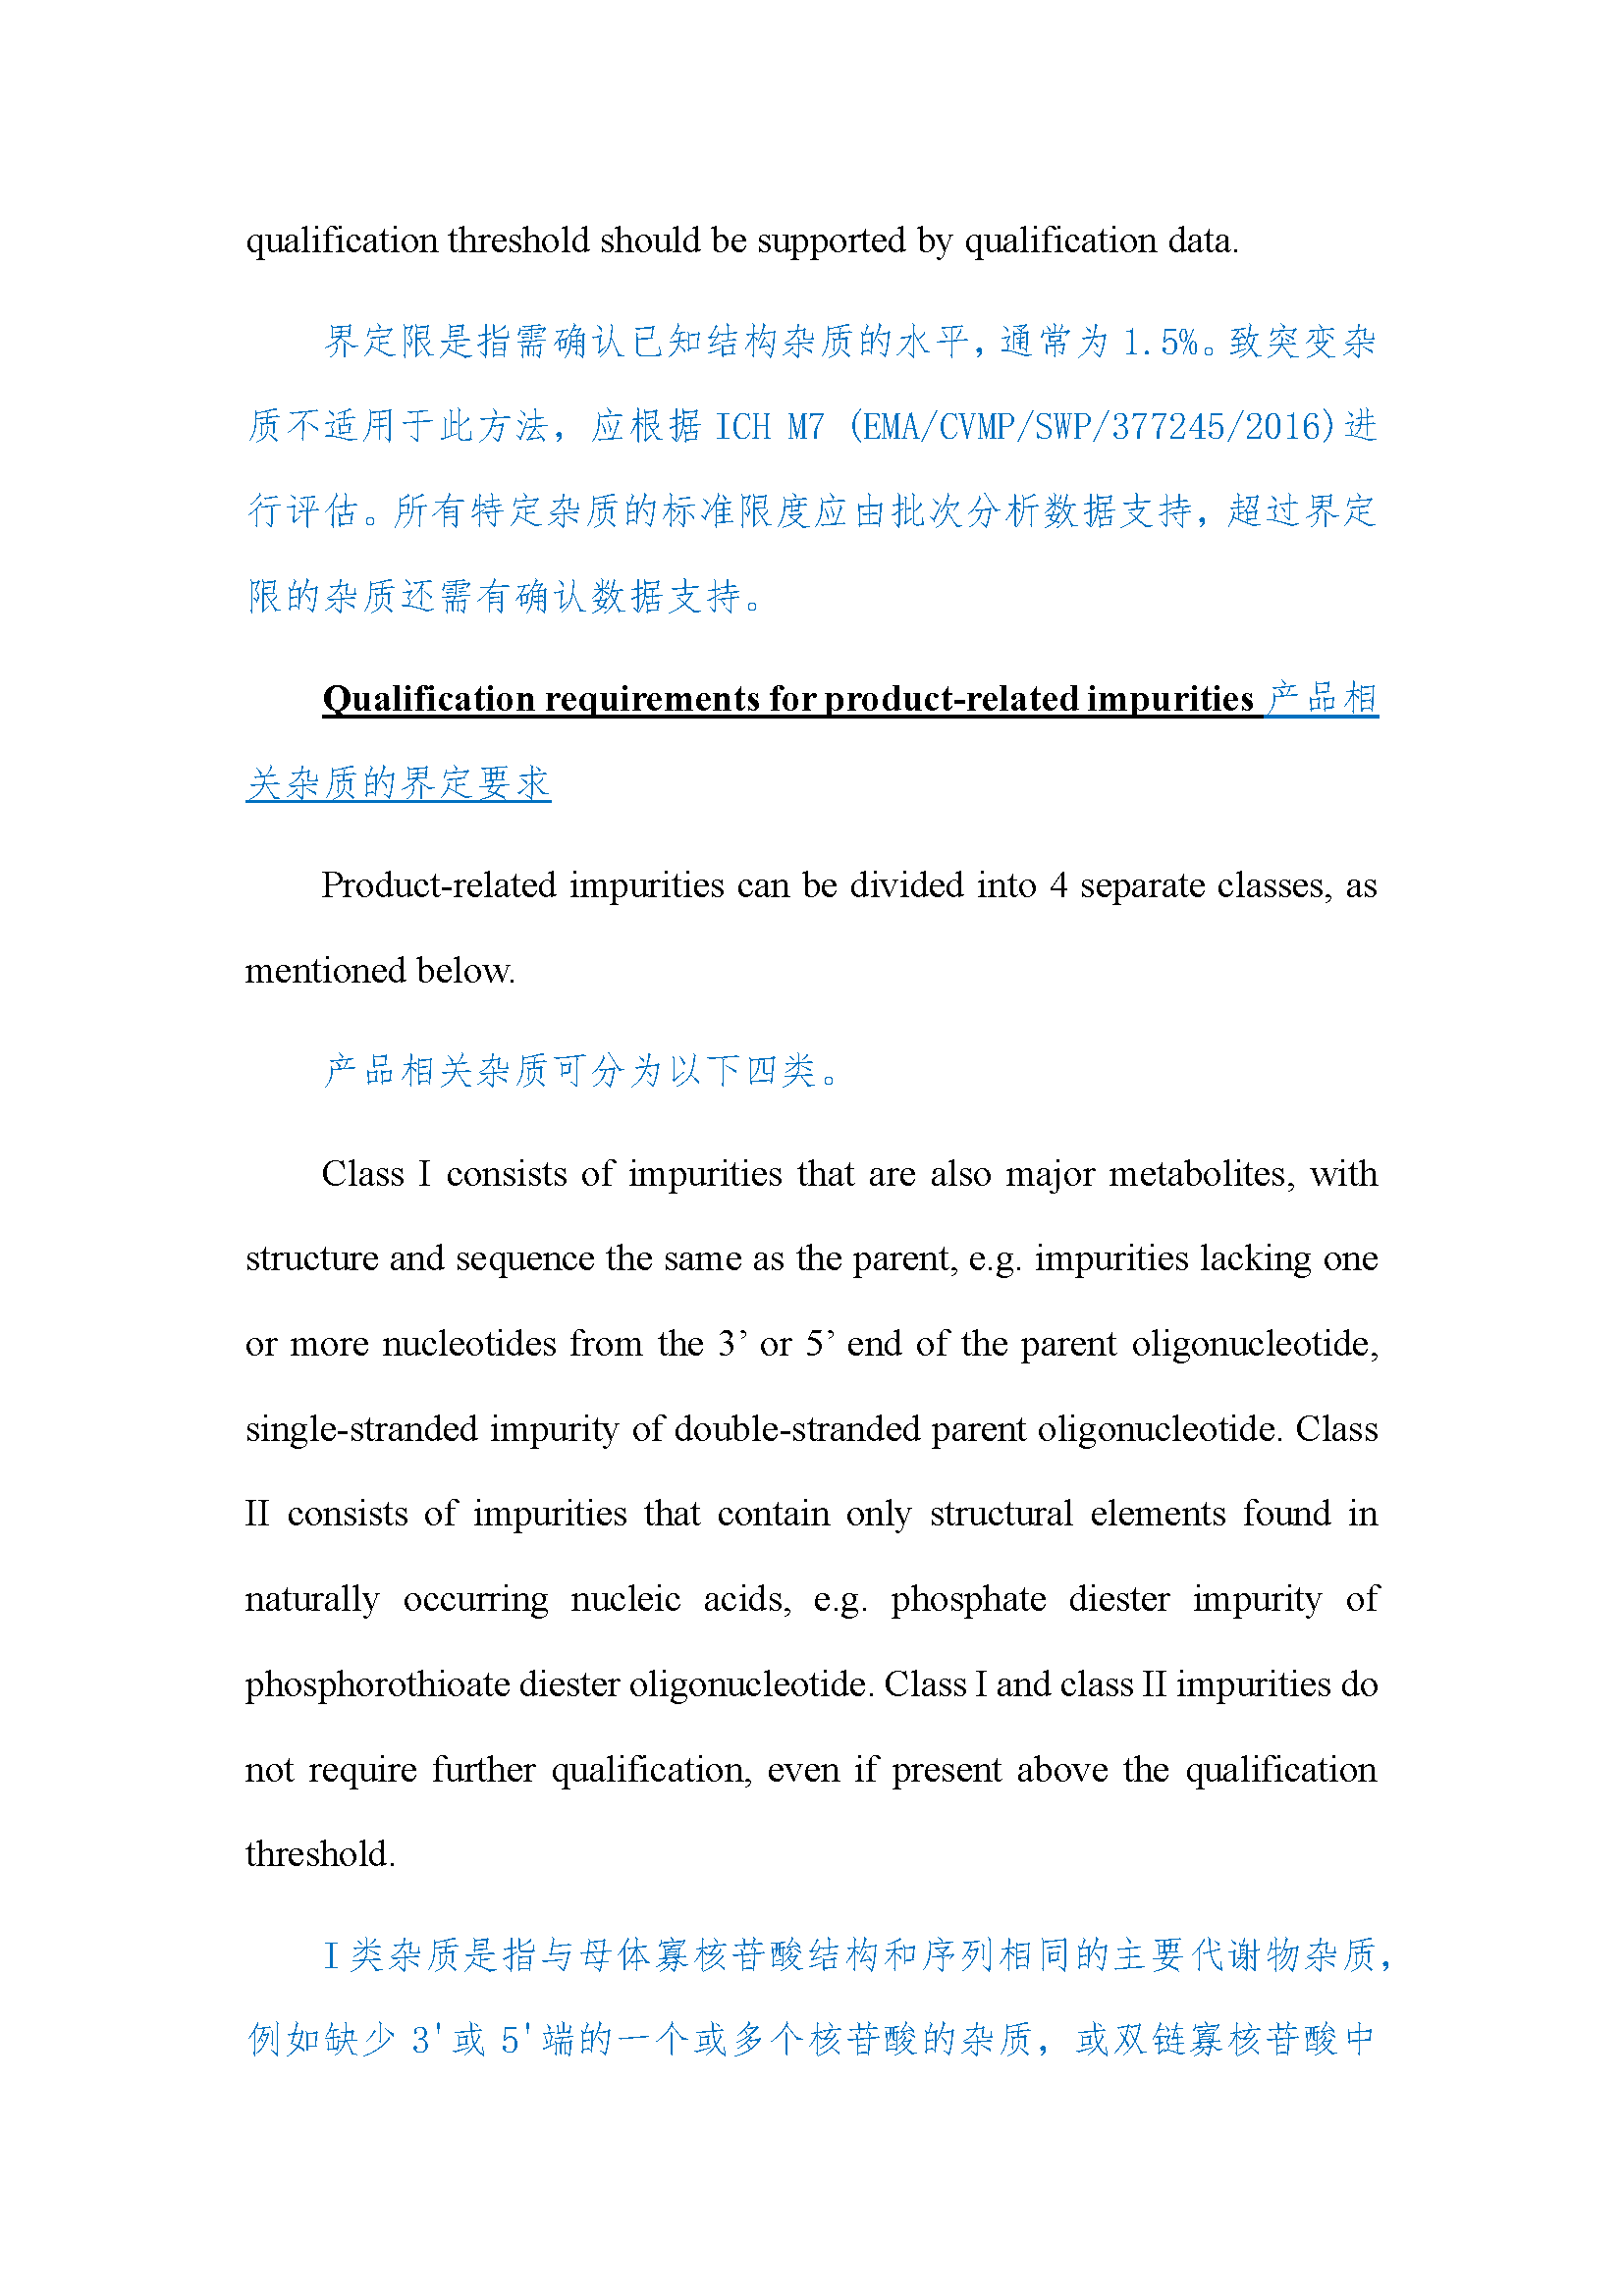 qualification threshold should be supported by qualification data.
界定限是指需确认已知结构杂质的水平，通常为 1.5%。致突变杂
质不适用于此方法，应根据 ICH M7 (EMA/CVMP/SWP/377245/2016)进
行评估。所有特定杂质的标准限度应由批次分析数据支持，超过界定
限的杂质还需有确认数据支持。
Qualification requirements for product-related impurities 产品相
关杂质的界定要求
Product-related impurities can be divided into 4 separate classes, as
mentioned below.
产品相关杂质可分为以下四类。
Class I consists of impurities that are also major metabolites, with
structure and sequence the same as the parent, e.g. impurities lacking one
or more nucleotides from the 3’ or 5’ end of the parent oligonucleotide,
single-stranded impurity of double-stranded parent oligonucleotide. Class
II consists of impurities that contain only structural elements found in
naturally occurring nucleic acids, e.g. phosphate diester impurity of
phosphorothioate diester oligonucleotide. Class I and class II impurities do
not require further qualification, even if present above the qualification
threshold.
I 类杂质是指与母体寡核苷酸结构和序列相同的主要代谢物杂质，
例如缺少 3'或 5'端的一个或多个核苷酸的杂质，或双链寡核苷酸中